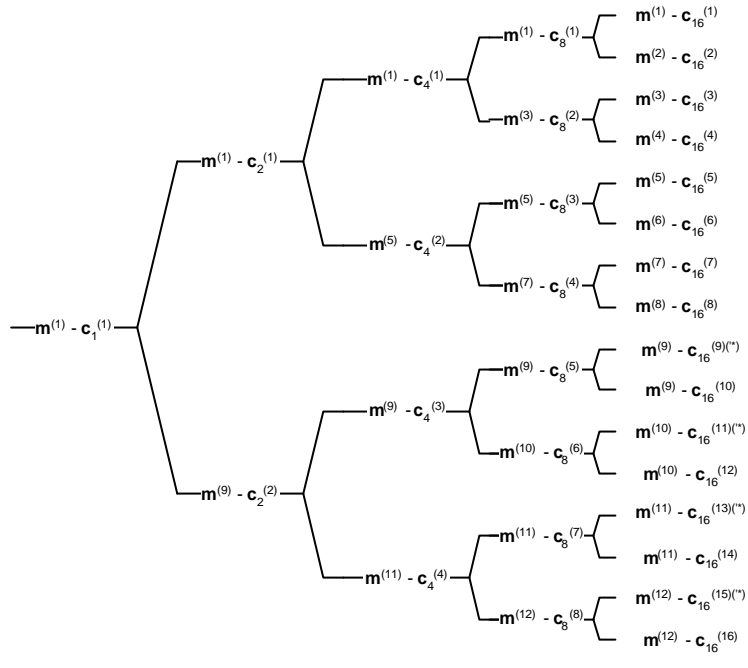 m(1) - c16(1)
m(1) - c8(1)
m(2) - c16(2)
m(1) - c4(1)
m(3) - c16(3)
m(3) - c8(2)
m(4) - c16(4)
m(1) - c2(1)
m(5) - c16(5)
m(5) - c8(3)
m(6) - c16(6)
m(5) - c4(2)
m(7) - c16(7)
m(7) - c8(4)
m(8) - c16(8)
m(1) - c1(1)
m(9) - c16(9)(*)
m(9) - c8(5)
m(9) - c16(10)
m(9) - c4(3)
m(10) - c16(11)(*)
m(10) - c8(6)
m(10) - c16(12)
m(9) - c2(2)
m(11) - c16(13)(*)
m(11) - c8(7)
m(11) - c16(14)
m(11) - c4(4)
m(12) - c16(15)(*)
m(12) - c8(8)
m(12) - c16(16)